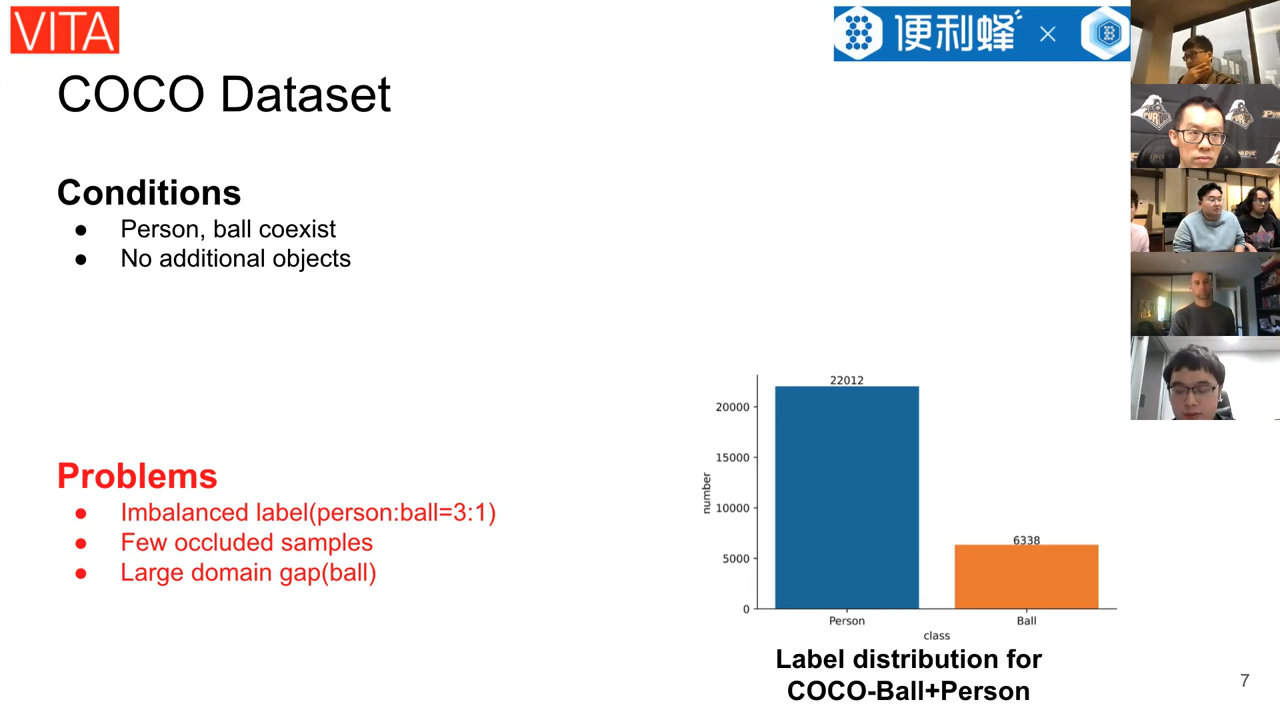 VITA
便利蜂 ×
COCO Dataset
Conditions
● Person, ball coexist
● No additional objects
Problems
● Imbalanced label(person:ball=3:1)
● Few occluded samples
● Large domain gap(ball)
22012
20000
15000
10000
5000
0
number
6338
Person
Ball
class
Label distribution for
COCO-Ball+Person
7